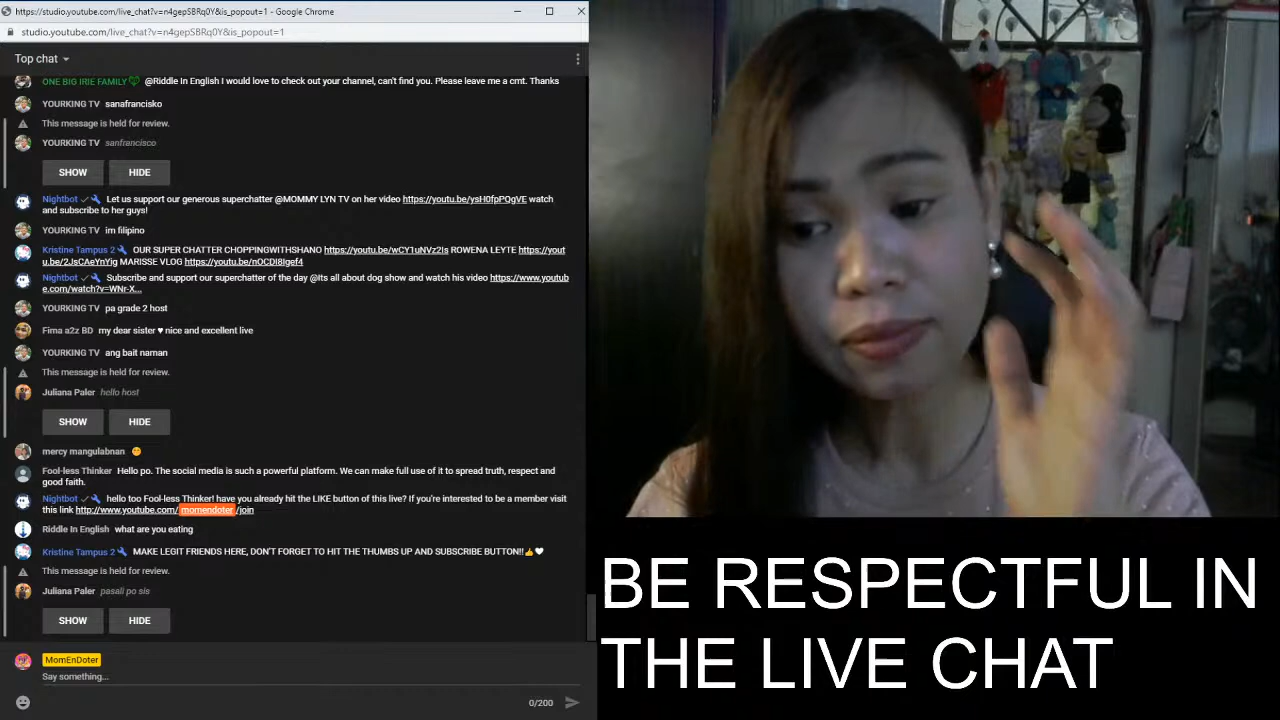 https://studio.youtube.com/live_chat?v=n4gepSBRq0Y&is_popout=1 - Google Chrome
studio.youtube.com/live_chat?v=n4gepSBRq0Y&is_popout=1
Top chat
ONE BIG IRIE FAMILY @Riddle In English I would love to check out your channel, can't find you. Please leave me a cmt. Thanks
YOURKING TV sanafrancisko
This message is held for review.
YOURKING TV sanfrancisco
SHOW HIDE
Nightbot Let us support our generous superchatter @MOMMY LYN TV on her video https://youtu.be/ysH0fpPQgVE watch
and subscribe to her guys!
YOURKING TV im filipino
Kristine Tampus 2 OUR SUPER CHATTER CHOPPINGWITHSHANO https://youtu.be/wCY1uNVz2Is ROWENA LEYTE https://yout
u.be/2JsCAeYnYig MARISSE VLOG https://youtu.be/nOCDI8Igef4
Nightbot Subscribe and support our superchatter of the day @Its all about dog show and watch his video https://www.youtub
e.com/watch?v=WNr-X...
YOURKING TV pa grade 2 host
Fima a2z BD my dear sister ♥ nice and excellent live
YOURKING TV ang bait naman
This message is held for review.
Juliana Paler hello host
SHOW HIDE
mercy mangulabnan
Fool-less Thinker Hello po. The social media is such a powerful platform. We can make full use of it to spread truth, respect and
good faith.
Nightbot hello too Fool-less Thinker! have you already hit the LIKE button of this live? If you're interested to be a member visit
this link http://www.youtube.com/momendoter/join
Riddle In English what are you eating
Kristine Tampus 2 MAKE LEGIT FRIENDS HERE, DON'T FORGET TO HIT THE THUMBS UP AND SUBSCRIBE BUTTON!!👍🤍
This message is held for review.
Juliana Paler pasali po sis
SHOW HIDE
MomEnDoter
Say something...
0/200
BE RESPECTFUL IN
THE LIVE CHAT